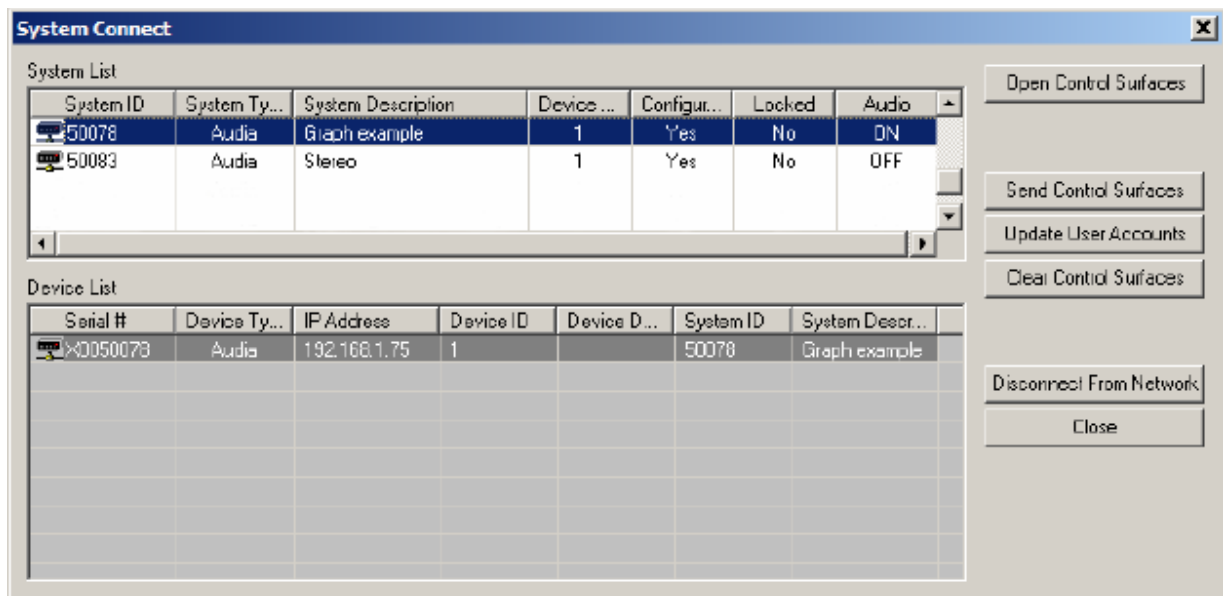 System Connect
System List
System ID System Ty... System Description Device ... Configur... Locked Audio
50078 Audia Graph example 1 Yes No ON
50083 Audia Stereo 1 Yes No OFF
Device List
Serial # Device Ty... IP Address Device ID Device D... System ID System Descr...
X0050078 Audia 192.168.1.75 1 50078 Graph example
Open Control Surfaces
Send Control Surfaces
Update User Accounts
Clear Control Surfaces
Disconnect From Network
Close